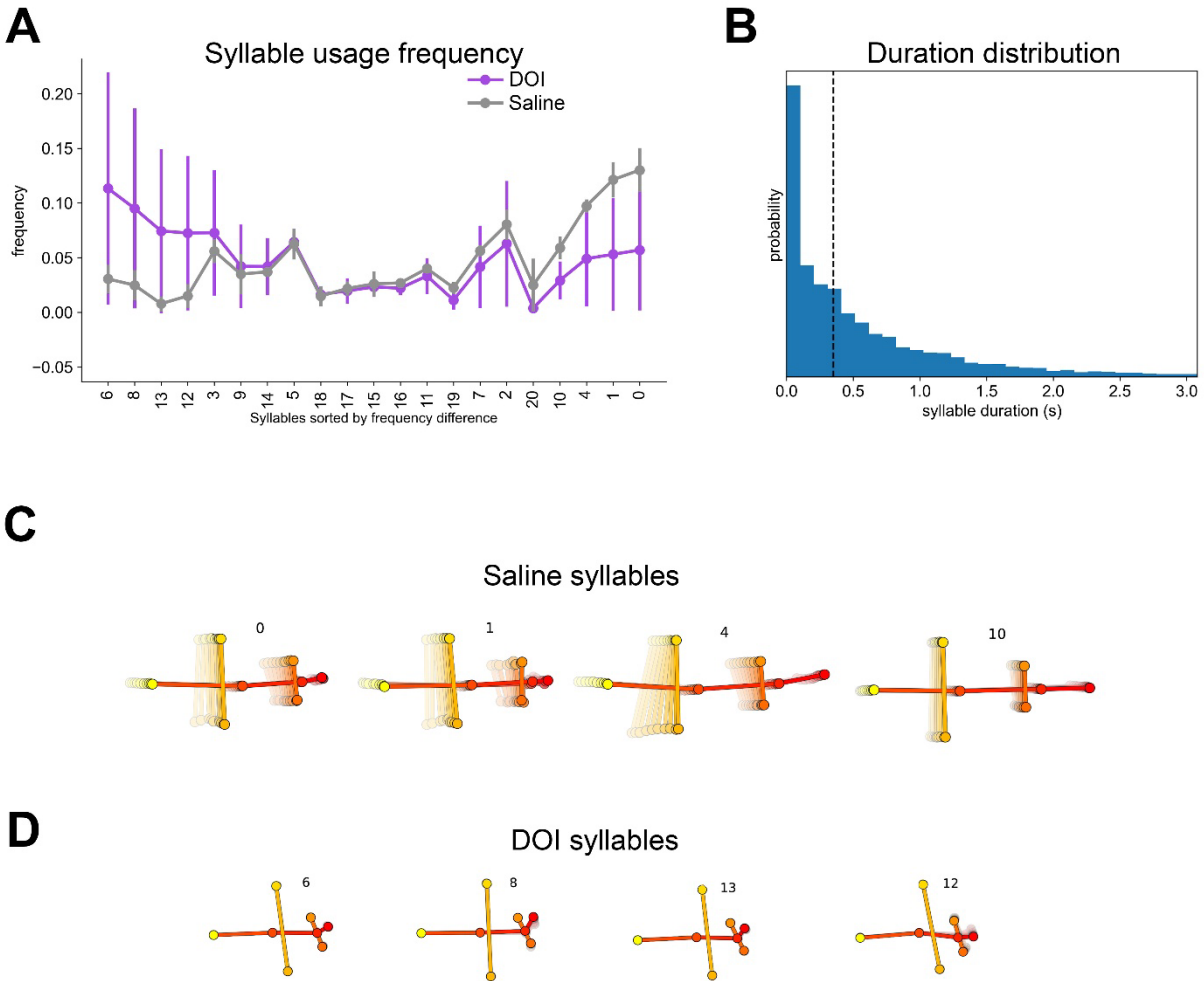 A
Syllable usage frequency
DOI
Saline
frequency
0.20
0.15
0.10
0.05
0.00
−0.05
6 8 13 12 3 9 14 5 18 17 15 16 11 19 7 2 20 10 4 1 0
Syllables sorted by frequency difference
B
Duration distribution
probability
0.0 0.5 1.0 1.5 2.0 2.5 3.0
syllable duration (s)
C
Saline syllables
0 1 4 10
D
DOI syllables
6 8 13 12